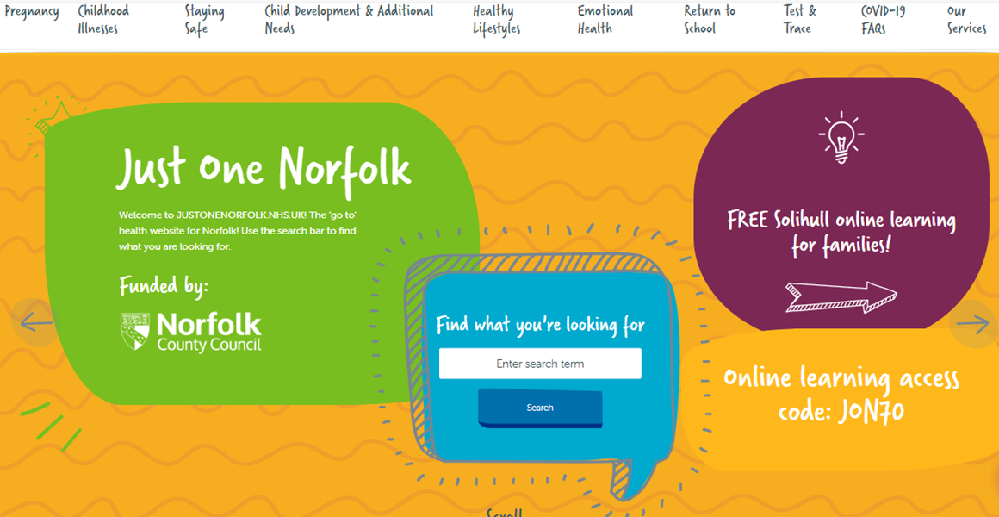 Pregnancy
Childhood
Illnesses
Staying
Safe
Child Development & Additional
Needs
Healthy
Lifestyles
Emotional
Health
Return to
School
Test &
Trace
COVID-19
FAQs
Our
Services
Just One Norfolk
Welcome to JUSTONENORFOLK.NHS.UK! The 'go to'
health website for Norfolk! Use the search bar to find
what you are looking for.
Funded by:
Norfolk
County Council
Find what you're looking for
Enter search term
Search
FREE Solihull online learning
for families!
Online learning access
code: JON70
Scroll